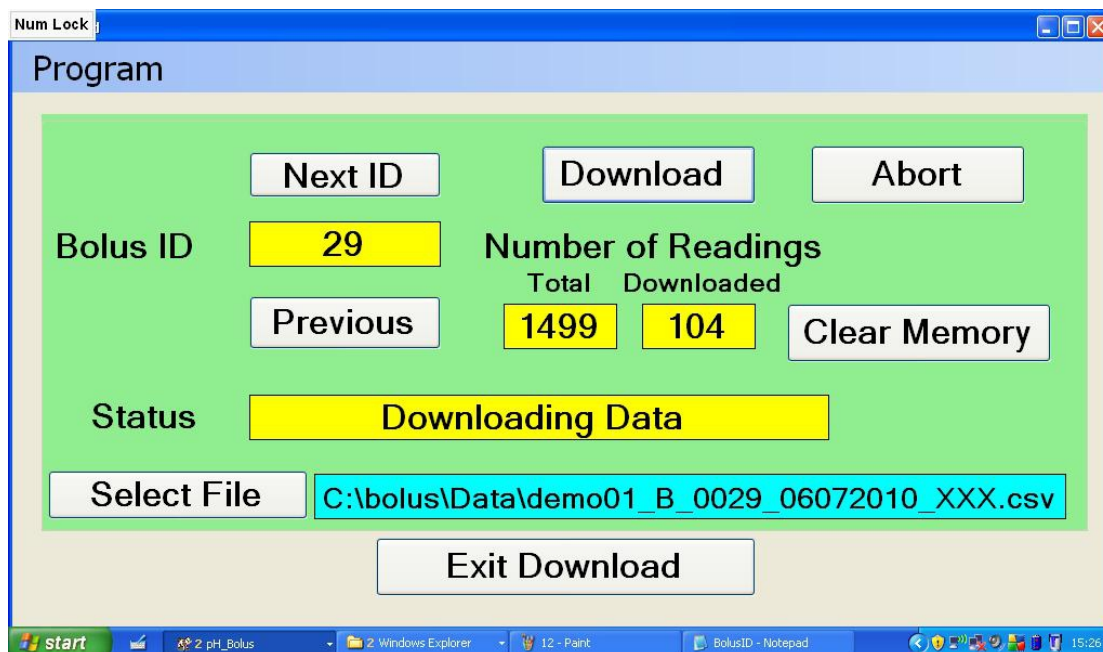 Num Lock
Program
Next ID Download Abort
Bolus ID 29 Number of Readings
Total Downloaded
Previous 1499 104 Clear Memory
Status Downloading Data
Select File C:\bolus\Data\demo01_B_0029_06072010_XXX.csv
Exit Download
start 2 pH_Bolus 2 Windows Explorer 12 - Paint BolusID - Notepad 15:26